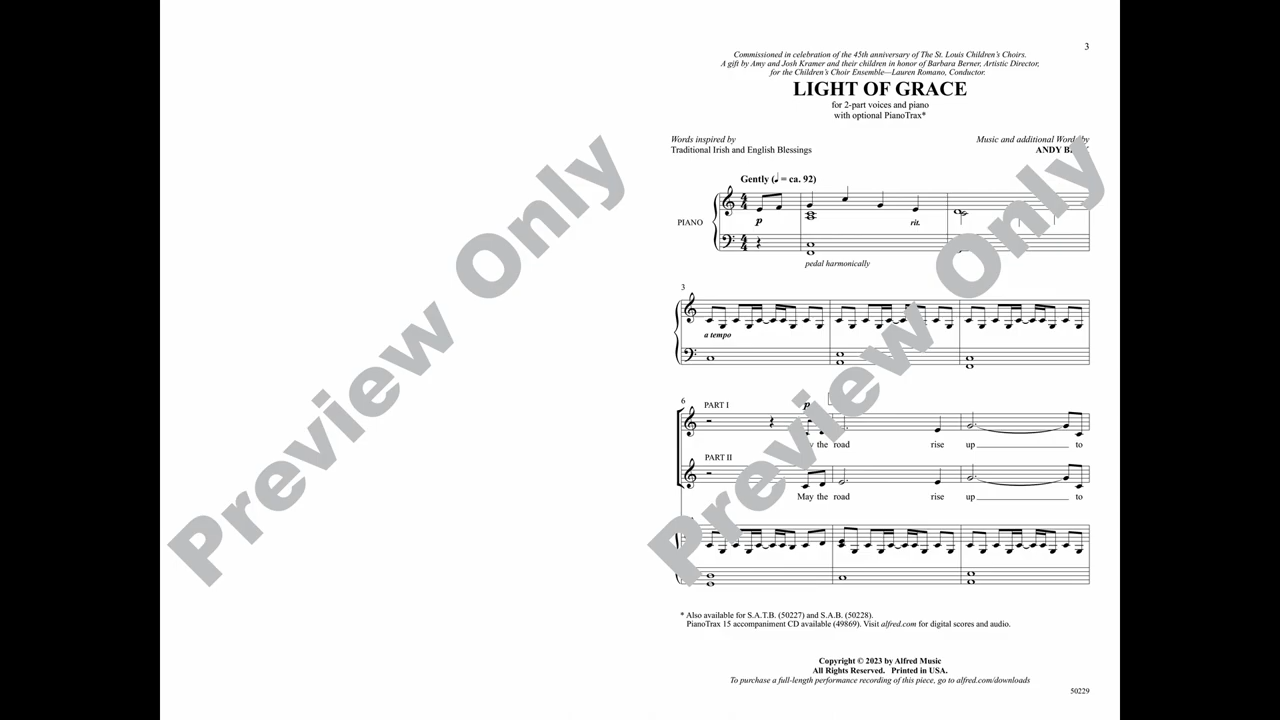 3
Commissioned in celebration of the 45th anniversary of The St. Louis Children's Choirs.
A gift by Amy and Josh Kramer and their children in honor of Barbara Berner, Artistic Director,
for the Children's Choir Ensemble—Lauren Romano, Conductor.
LIGHT OF GRACE
for 2-part voices and piano
with optional PianoTrax*
Words inspired by
Traditional Irish and English Blessings
Music and additional Words by
ANDY
Gently (♩ = ca. 92)
PIANO
4
4
p
rit.
4
4
pedal harmonically
3
a tempo
6
PART I
p
the road rise up to
PART II
May the road rise up to
* Also available for S.A.T.B. (50227) and S.A.B. (50228).
PianoTrax 15 accompaniment CD available (49869). Visit alfred.com for digital scores and audio.
Copyright © 2023 by Alfred Music
All Rights Reserved. Printed in USA.
To purchase a full-length performance recording of this piece, go to alfred.com/downloads
50229
Preview Only
Preview Only